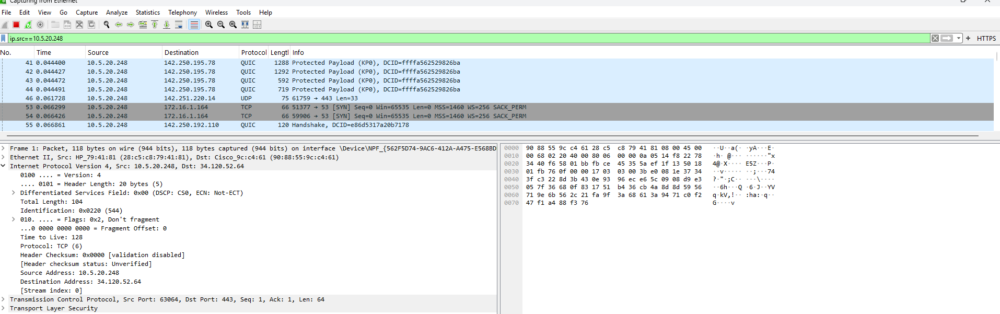 Capturing from Ethernet
File Edit View Go Capture Analyze Statistics Telephony Wireless Tools Help
ip.src==10.5.20.248 + HTTPS
No. Time Source Destination Protocol Lengtl Info
41 0.044400 10.5.20.248 142.250.195.78 QUIC 1288 Protected Payload (KP0), DCID=ffffa562529826ba
42 0.044427 10.5.20.248 142.250.195.78 QUIC 1292 Protected Payload (KP0), DCID=ffffa562529826ba
43 0.044472 10.5.20.248 142.250.195.78 QUIC 592 Protected Payload (KP0), DCID=ffffa562529826ba
44 0.044491 10.5.20.248 142.250.195.78 QUIC 719 Protected Payload (KP0), DCID=ffffa562529826ba
46 0.061728 10.5.20.248 142.251.220.14 UDP 75 61759 → 443 Len=33
53 0.066299 10.5.20.248 172.16.1.164 TCP 66 51377 → 53 [SYN] Seq=0 Win=65535 Len=0 MSS=1460 WS=256 SACK_PERM
54 0.066426 10.5.20.248 172.16.1.164 TCP 66 59906 → 53 [SYN] Seq=0 Win=65535 Len=0 MSS=1460 WS=256 SACK_PERM
55 0.066861 10.5.20.248 142.250.192.110 QUIC 120 Handshake, DCID=e86d5317a20b7178
Frame 1: Packet, 118 bytes on wire (944 bits), 118 bytes captured (944 bits) on interface \Device\NPF_{562F5D74-9AC6-412A-A475-E568BD
Ethernet II, Src: HP_79:41:81 (28:c5:c8:79:41:81), Dst: Cisco_9c:c4:61 (90:88:55:9c:c4:61)
Internet Protocol Version 4, Src: 10.5.20.248, Dst: 34.120.52.64
0100 .... = Version: 4
.... 0101 = Header Length: 20 bytes (5)
Differentiated Services Field: 0x00 (DSCP: CS0, ECN: Not-ECT)
Total Length: 104
Identification: 0x0220 (544)
010. .... = Flags: 0x2, Don't fragment
...0 0000 0000 0000 = Fragment Offset: 0
Time to Live: 128
Protocol: TCP (6)
Header Checksum: 0x0000 [validation disabled]
[Header checksum status: Unverified]
Source Address: 10.5.20.248
Destination Address: 34.120.52.64
[Stream index: 0]
Transmission Control Protocol, Src Port: 63064, Dst Port: 443, Seq: 1, Ack: 1, Len: 64
Transport Layer Security
0000 90 88 55 9c c4 61 28 c5 c8 79 41 81 08 00 45 00 ··U··a(· ·yA···E·
0010 00 68 02 20 40 00 80 06 00 00 0a 05 14 f8 22 78 ·h· @··· ······"x
0020 34 40 f6 58 01 bb fb ce 45 35 5a ef 1f 13 50 18 4@·X···· E5Z···P·
0030 01 fb 76 0f 00 00 17 03 03 00 3b e0 08 1e 37 34 ··v····· ··;···74
0040 3f c3 22 8d 3b 43 0e 93 96 ec e6 5c 09 08 d9 e3 ?·"·;C·· ···\····
0050 05 7f 36 68 0f 83 17 51 b4 36 cb 4a 8d 8d 59 56 ··6h···Q ·6·J··YV
0060 71 9e 6b 56 2c 21 fa 9f 3a 68 61 3a 94 71 c0 f2 q·kV,!·· :ha:·q··
0070 47 f1 a4 88 f3 76 G····v